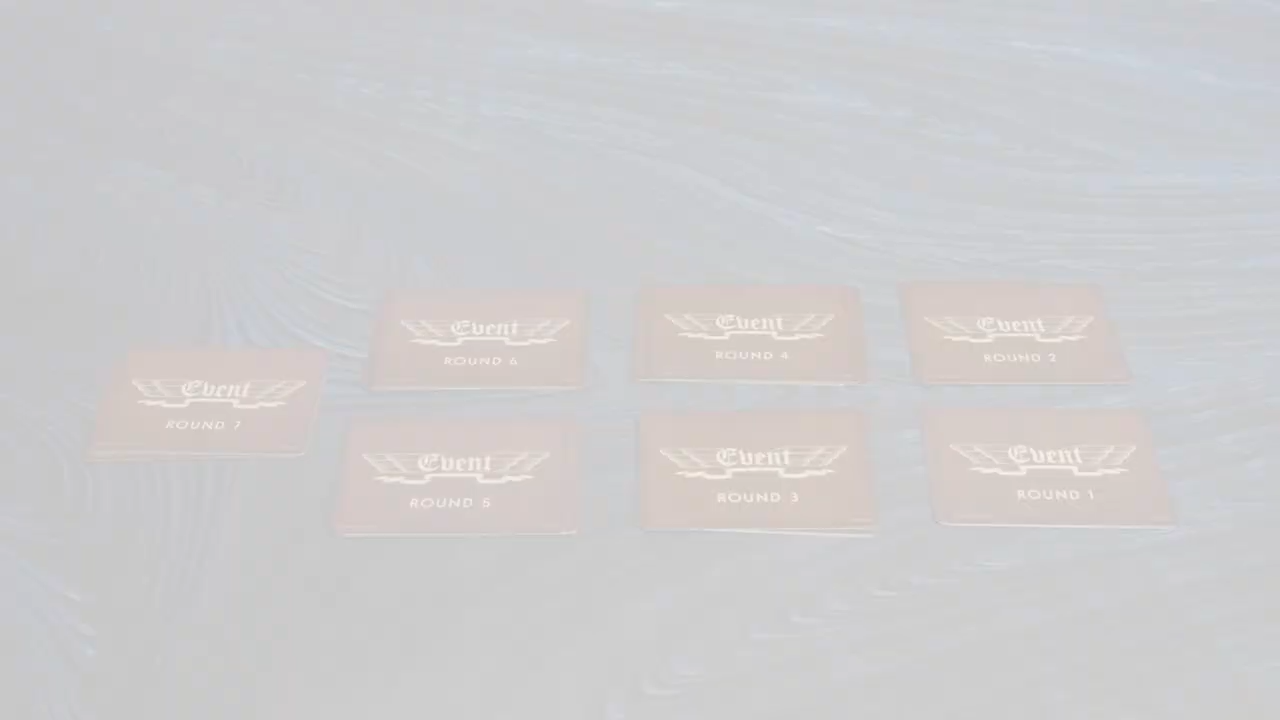 Event
ROUND 6
Event
ROUND 4
Event
ROUND 2
Event
ROUND 7
Event
ROUND 5
Event
ROUND 3
Event
ROUND 1